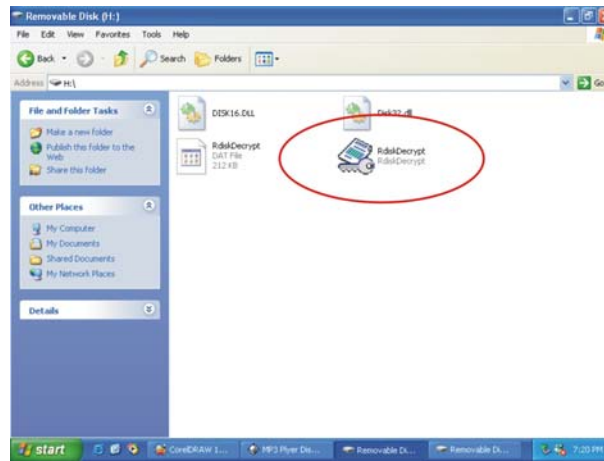 Removable Disk (H:)
File Edit View Favorites Tools Help
Back Search Folders
Address H:\ Go
File and Folder Tasks
Make a new folder
Publish this folder to the
Web
Share this folder
Other Places
My Computer
My Documents
Shared Documents
My Network Places
Details
DISK16.DLL
Disk32.dll
RdiskDecrypt
DAT File
212 KB
RdiskDecrypt
RdiskDecrypt
start CorelDRAW 1... MP3 Plyer Dis... Removable Di... Removable Di... 7:20 PM